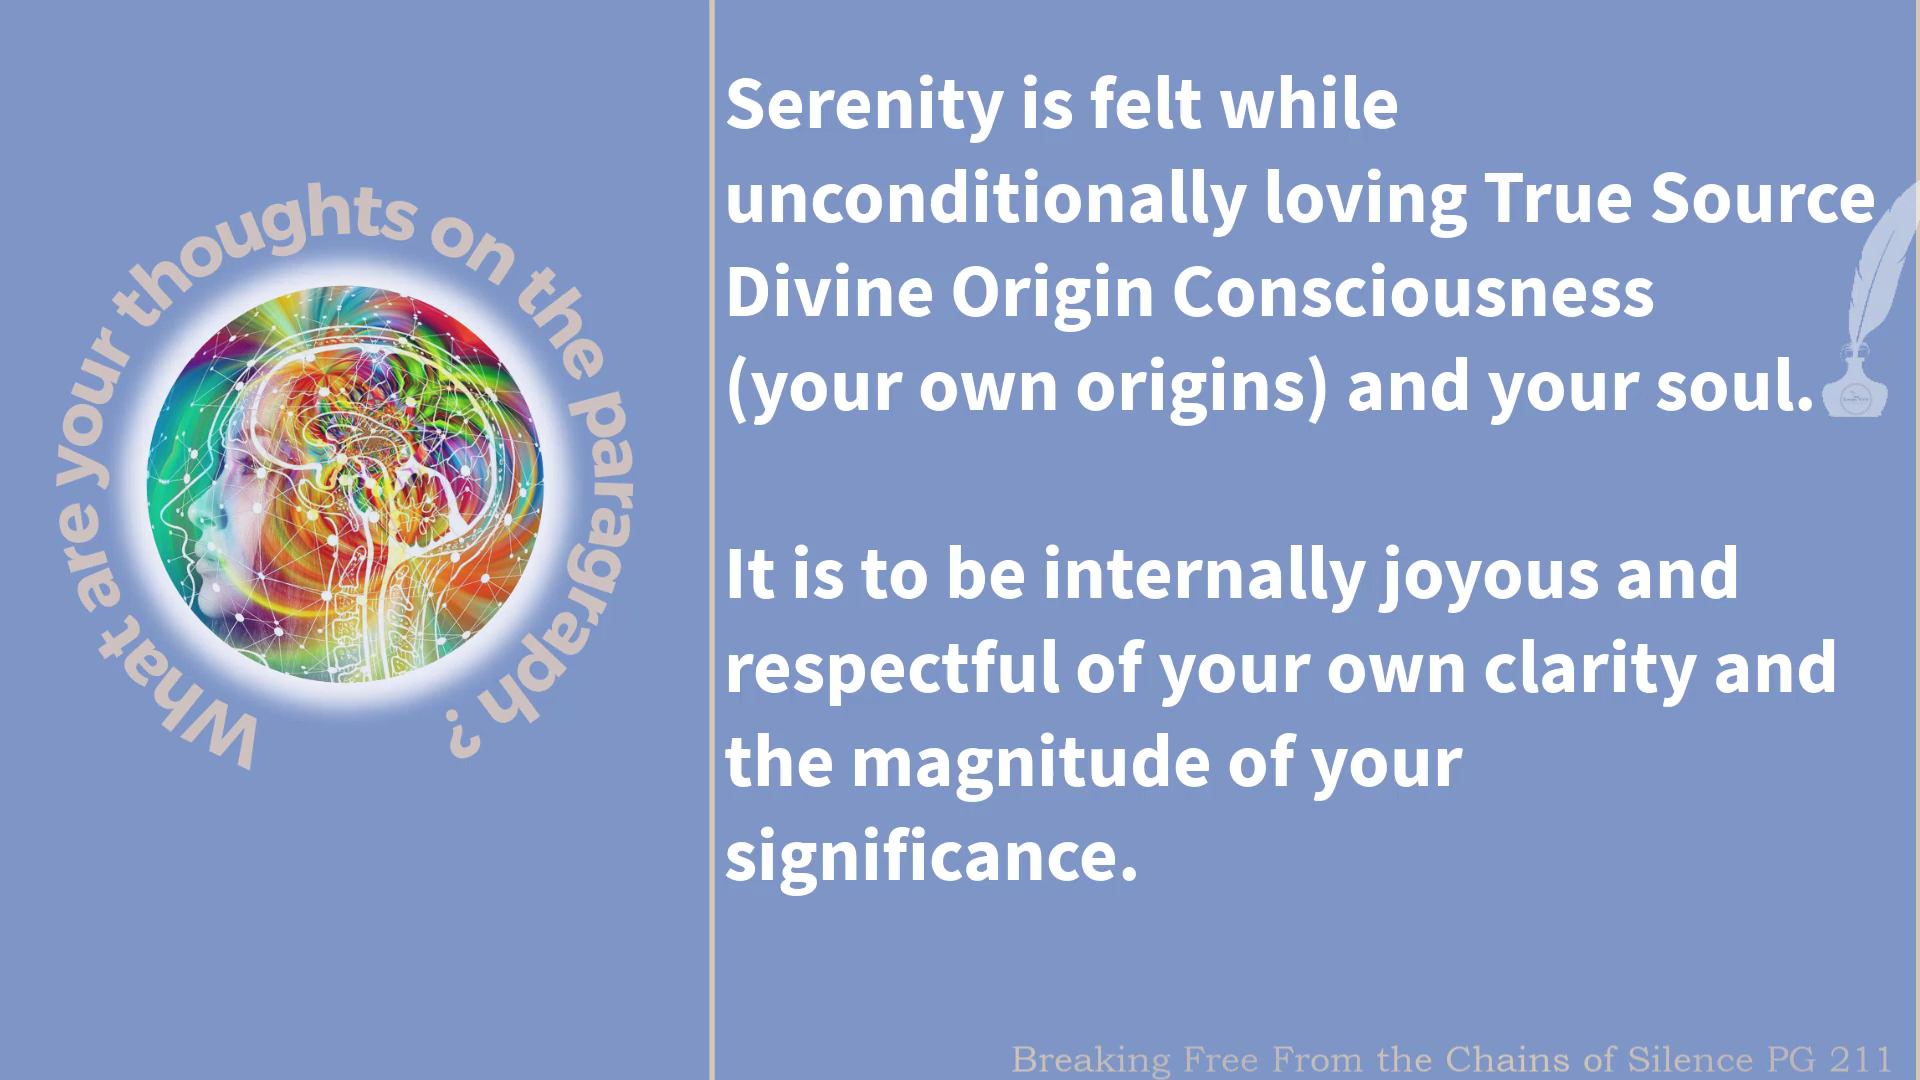 What are your thoughts on the paragraph ?
Serenity is felt while
unconditionally loving True Source
Divine Origin Consciousness
(your own origins) and your soul.
It is to be internally joyous and
respectful of your own clarity and
the magnitude of your
significance.
Breaking Free From the Chains of Silence PG 211